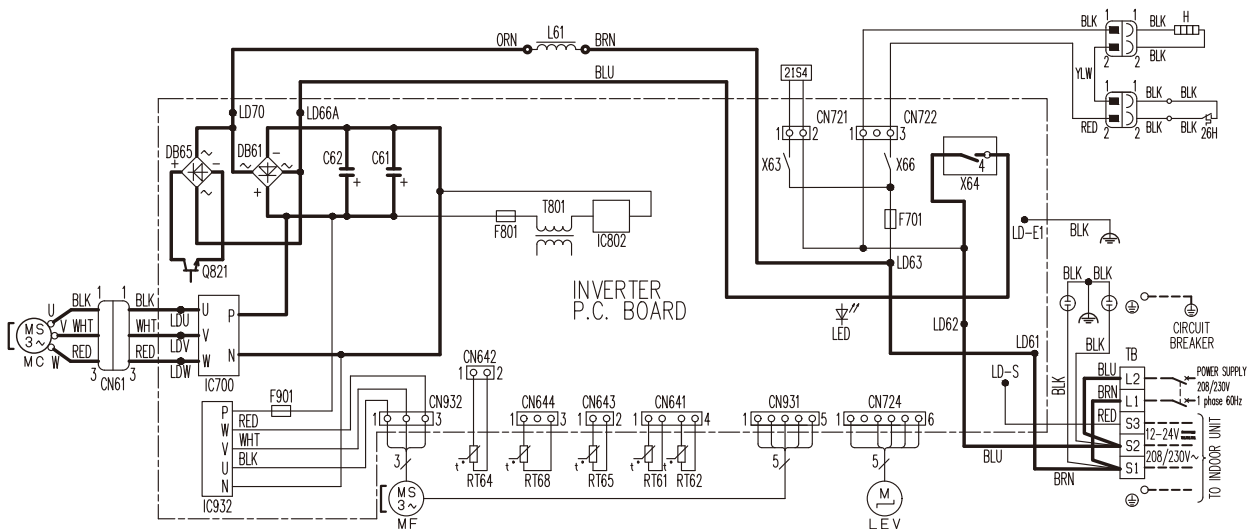 L61
ORN
BRN
BLU
LD70
LD66A
DB65
DB61
C62
C61
+
-
~
~
~
-
~
+
+
+
Q821
F801
T801
IC802
INVERTER
P.C. BOARD
21S4
CN721
CN722
1
2
1
3
X63
X66
F701
X64
4
LD63
LD62
LD61
LED
LD-E1
BLK
LD-S
BLK
1
1
BLK
H
2
2
BLK
YLW
1
1
BLK
BLK
RED
2
2
BLK
BLK
26H
BLK
BLK
BLK
BLK
CIRCUIT
BREAKER
TB
BLU
L2
BRN
L1
RED
S3
S2
S1
POWER SUPPLY
208/230V
1 phase 60Hz
12-24V
208/230V~
TO INDOOR UNIT
BLU
BRN
MS
3~
MC
U
V
W
BLK
WHT
RED
1
1
3
3
CN61
BLK
WHT
RED
LDU
LDV
LDW
U
V
W
P
N
IC700
F901
P
W
V
U
N
RED
WHT
BLK
IC932
CN932
1
3
3
MS
3~
MF
CN642
1
2
t°
RT64
CN644
1
3
t°
RT68
CN643
1
2
t°
RT65
CN641
1
4
t°
t°
RT61
RT62
CN931
1
5
5
CN724
1
6
5
M
LEV